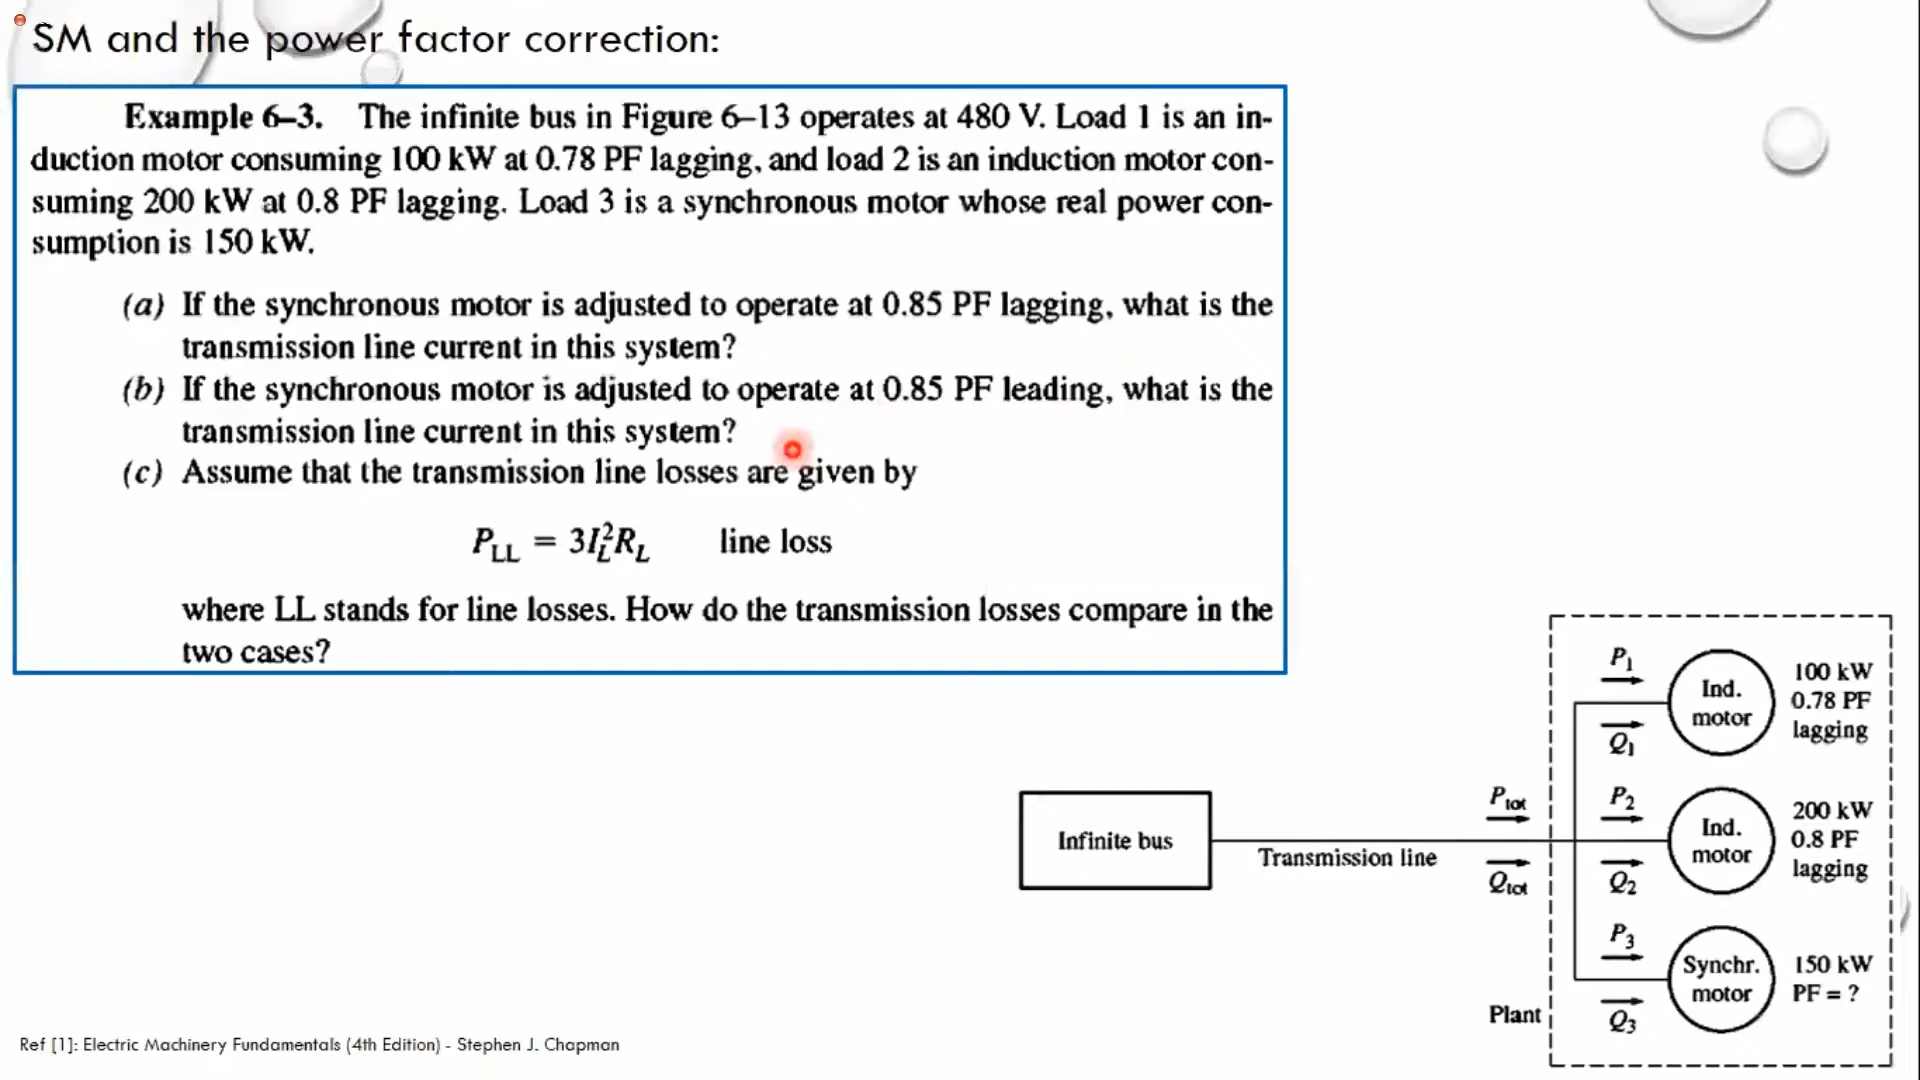 SM and the power factor correction:
Example 6–3. The infinite bus in Figure 6–13 operates at 480 V. Load 1 is an in-
duction motor consuming 100 kW at 0.78 PF lagging, and load 2 is an induction motor con-
suming 200 kW at 0.8 PF lagging. Load 3 is a synchronous motor whose real power con-
sumption is 150 kW.
(a) If the synchronous motor is adjusted to operate at 0.85 PF lagging, what is the
transmission line current in this system?
(b) If the synchronous motor is adjusted to operate at 0.85 PF leading, what is the
transmission line current in this system?
(c) Assume that the transmission line losses are given by
P_LL = 3I_L^2 R_L line loss
where LL stands for line losses. How do the transmission losses compare in the
two cases?
P_1
Q_1
Ind.
motor
100 kW
0.78 PF
lagging
Infinite bus
Transmission line
P_tot
Q_tot
P_2
Q_2
Ind.
motor
200 kW
0.8 PF
lagging
P_3
Q_3
Synchr.
motor
150 kW
PF = ?
Plant
Ref [1]: Electric Machinery Fundamentals (4th Edition) - Stephen J. Chapman